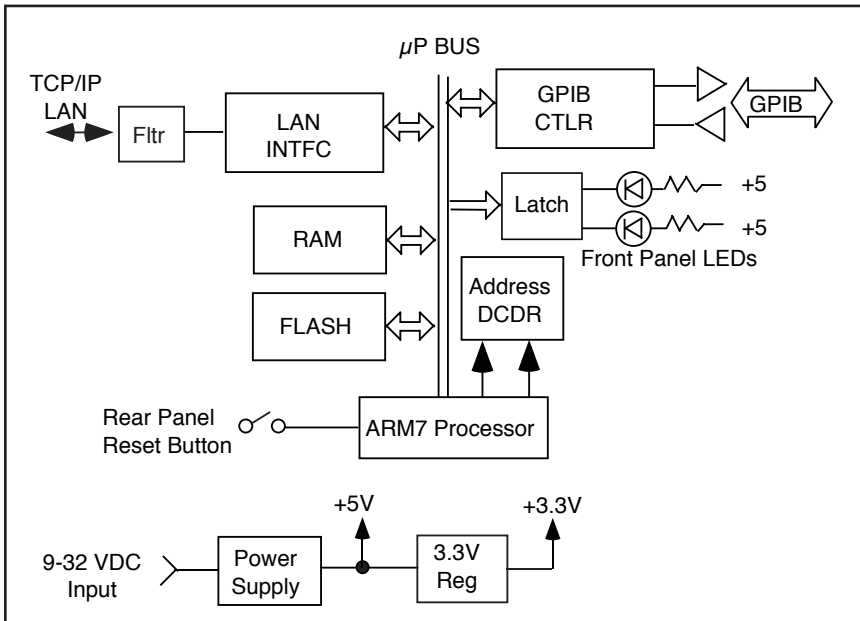 µP BUS
TCP/IP
LAN
Fltr
LAN
INTFC
GPIB
CTLR
GPIB
Latch
+5
+5
Front Panel LEDs
RAM
Address
DCDR
FLASH
Rear Panel
Reset Button
ARM7 Processor
+5V
+3.3V
9-32 VDC
Input
Power
Supply
3.3V
Reg